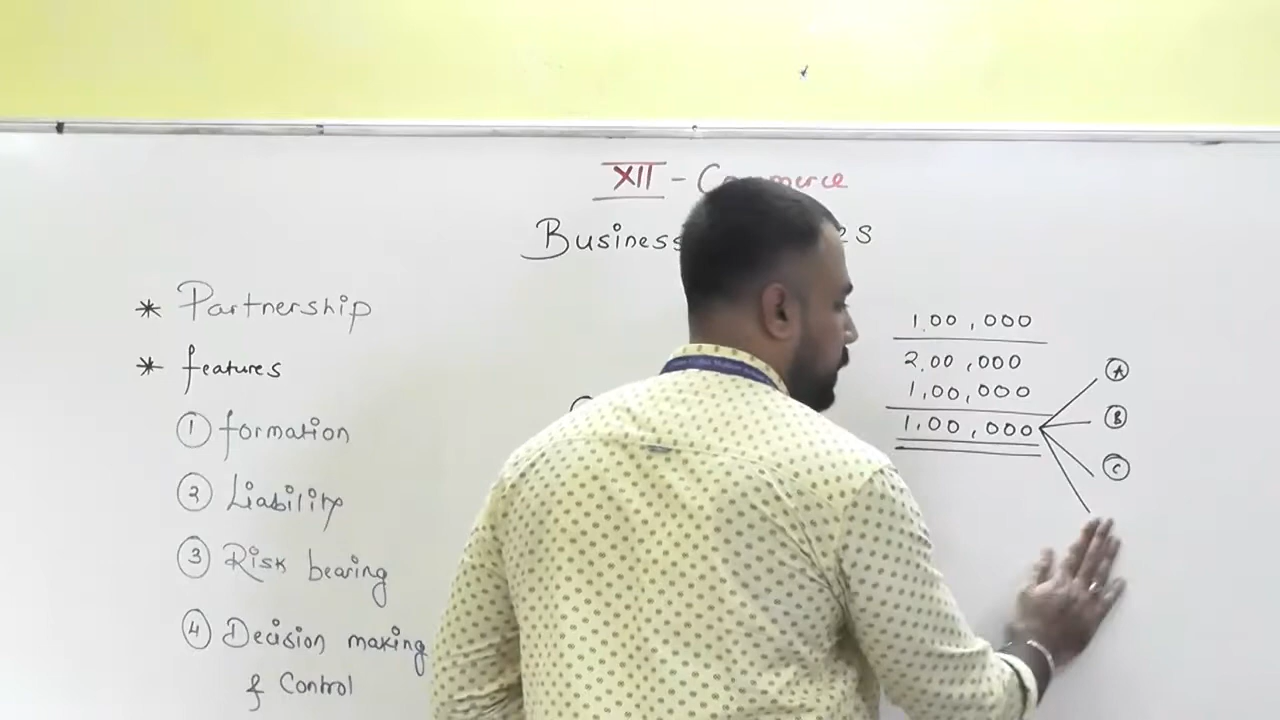 XII - Commerce
Business
* Partnership
* features
① formation
② Liability
③ Risk bearing
④ Decision making
& Control
1,00,000
2,00,000
1,00,000
1,00,000
A
B
C